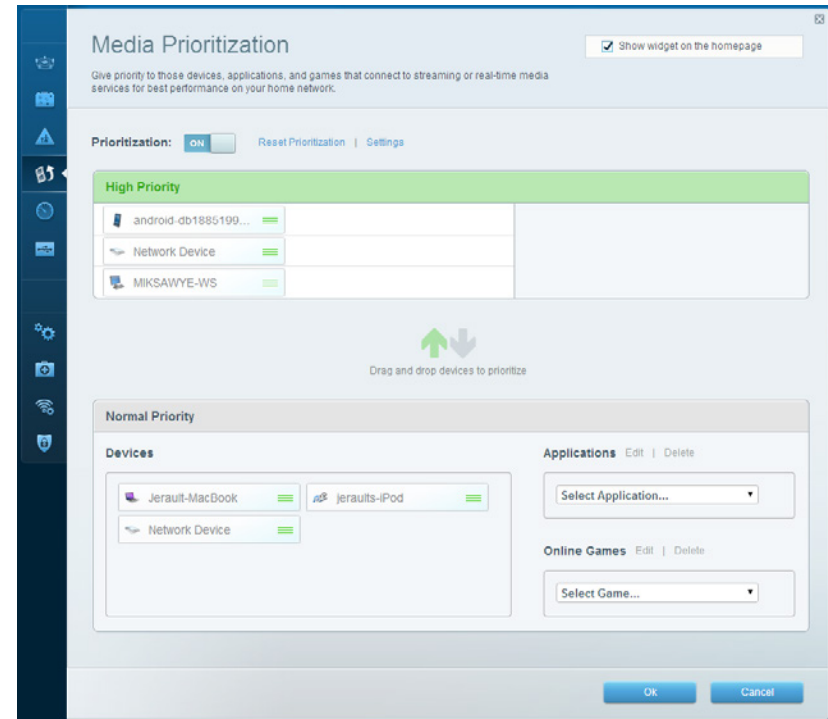 Media Prioritization
Show widget on the homepage
Give priority to those devices, applications, and games that connect to streaming or real-time media
services for best performance on your home network.
Prioritization: ON Reset Prioritization | Settings
High Priority
android-db1885199...
Network Device
MIKSAWYE-WS
Drag and drop devices to prioritize
Normal Priority
Devices
Jerault-MacBook
jeraults-iPod
Network Device
Applications Edit | Delete
Select Application...
Online Games Edit | Delete
Select Game...
Ok
Cancel